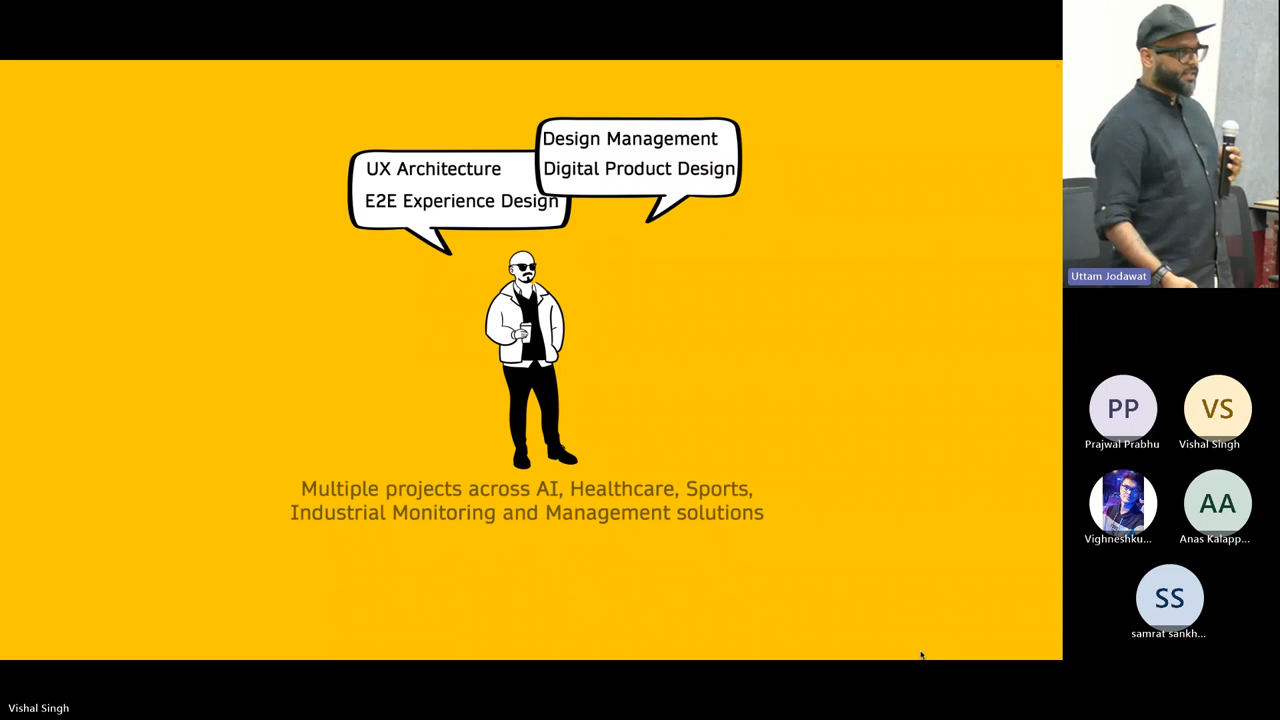 Design Management
Digital Product Design
UX Architecture
E2E Experience Design
Multiple projects across AI, Healthcare, Sports,
Industrial Monitoring and Management solutions
Uttam Jodawat
PP
Prajwal Prabhu
VS
Vishal Singh
Vighneshku...
AA
Anas Kalapp...
SS
samrat sankh...
Vishal Singh